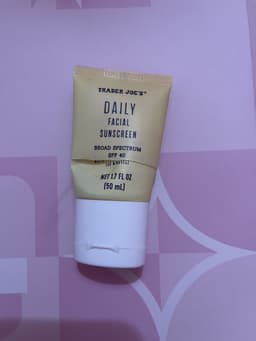 TRADER JOE'S®
DAILY
FACIAL
SUNSCREEN
BROAD SPECTRUM
SPF 40
NET 1.7 FL OZ
(50 mL)